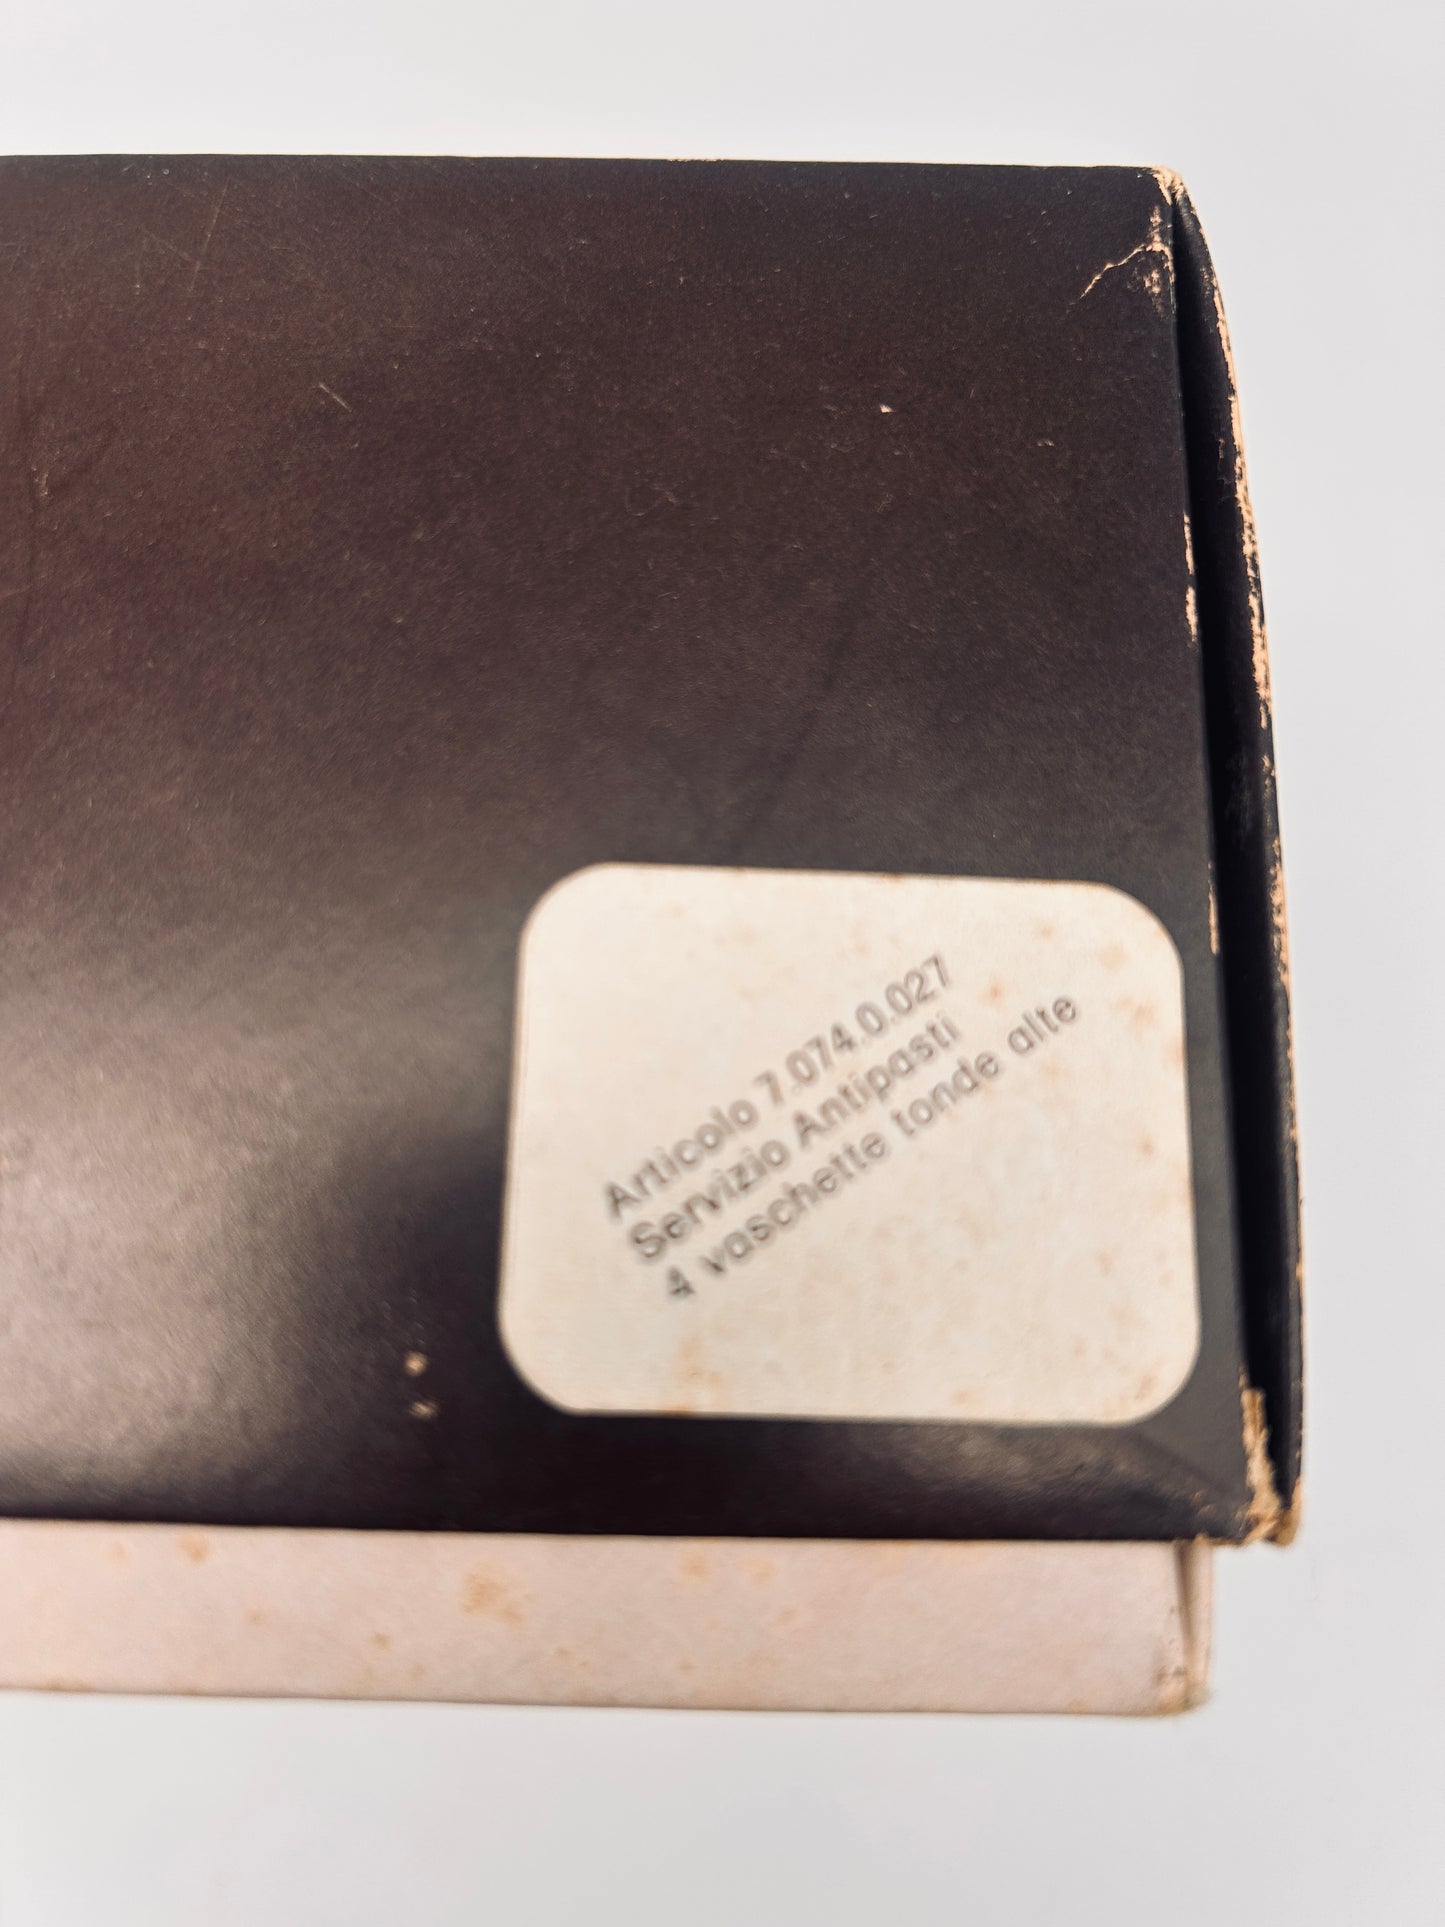 Articolo 7.074.0.027
Servizio Antipasti
4 vaschette tonde alte